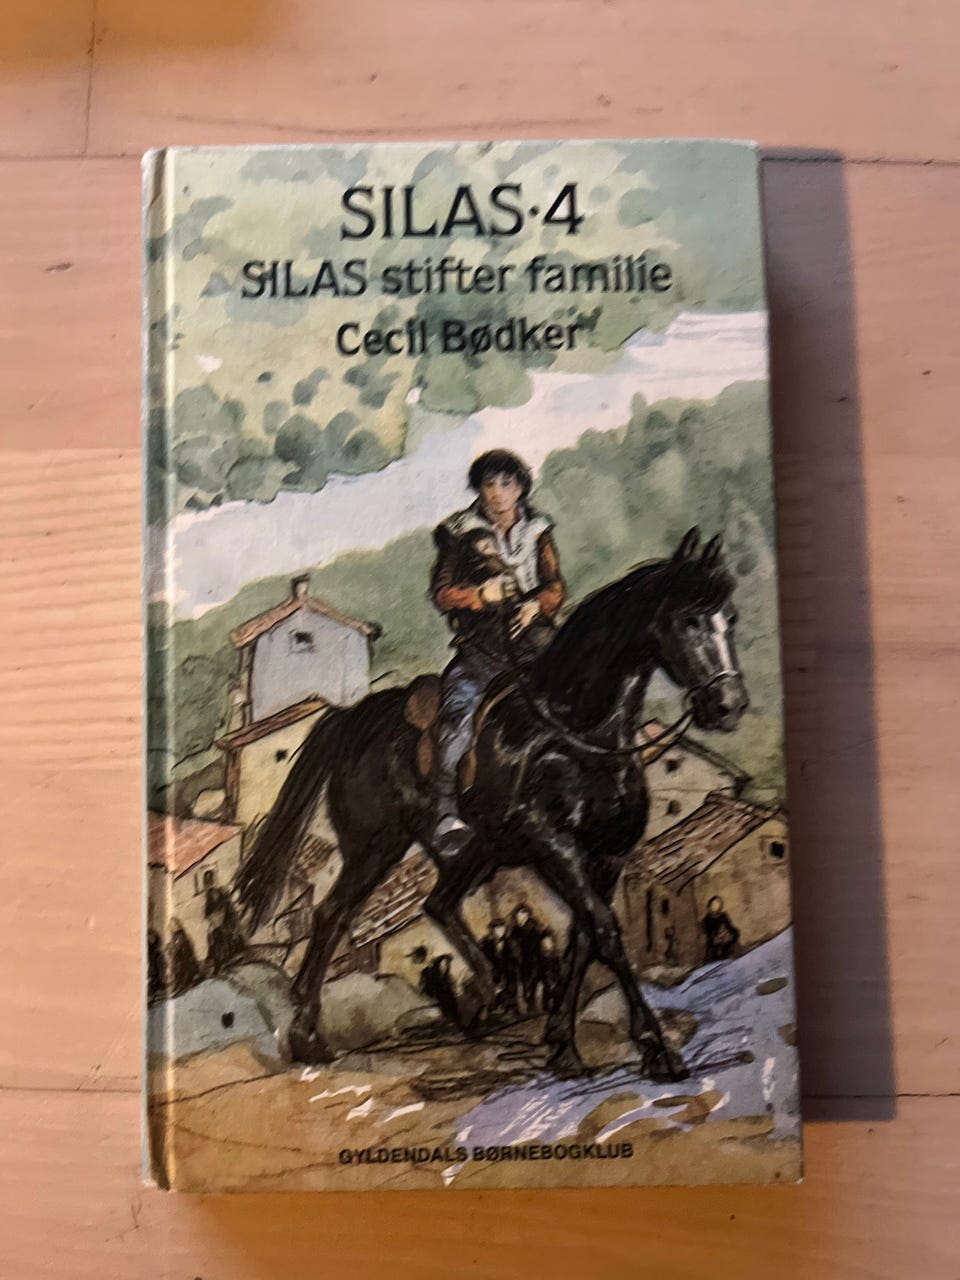 SILAS·4
SILAS stifter familie
Cecil Bødker
GYLDENDALS BØRNEBOGKLUB